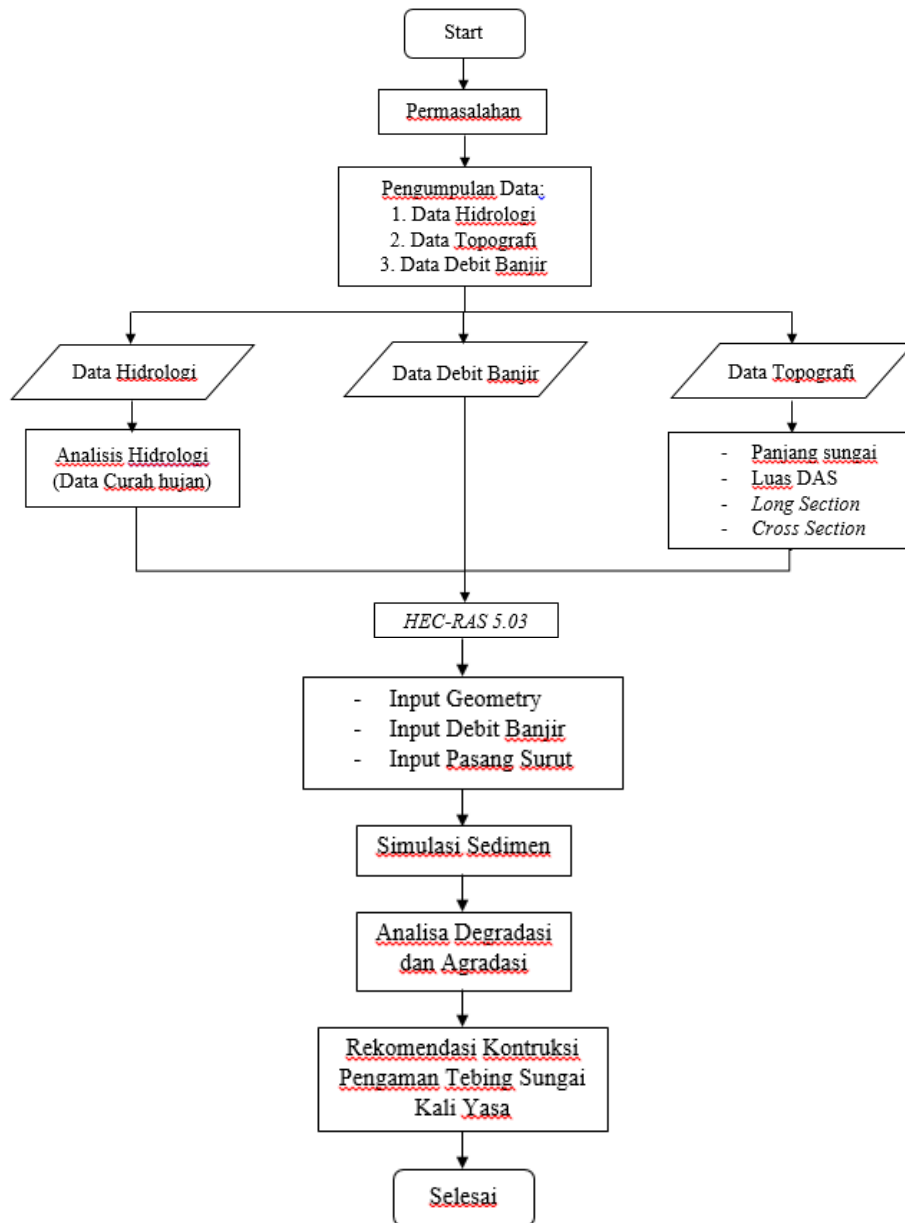 Start
Permasalahan
Pengumpulan Data:
1. Data Hidrologi
2. Data Topografi
3. Data Debit Banjir
Data Hidrologi
Data Debit Banjir
Data Topografi
Analisis Hidrologi
(Data Curah hujan)
- Panjang sungai
- Luas DAS
- Long Section
- Cross Section
HEC-RAS 5.03
- Input Geometry
- Input Debit Banjir
- Input Pasang Surut
Simulasi Sedimen
Analisa Degradasi
dan Agradasi
Rekomendasi Kontruksi
Pengaman Tebing Sungai
Kali Yasa
Selesai